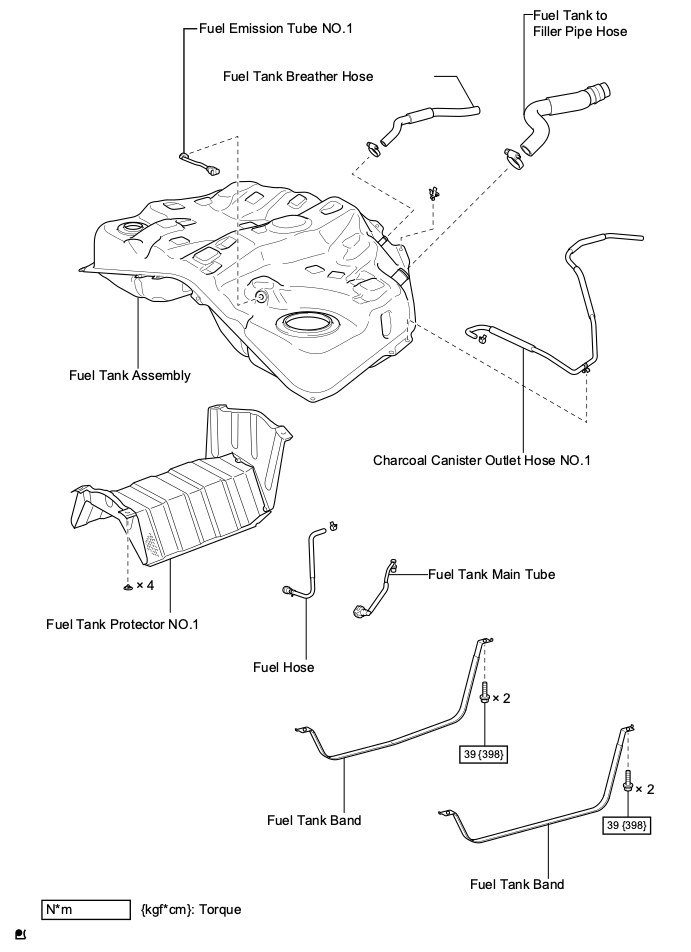 Fuel Emission Tube NO.1
Fuel Tank to
Filler Pipe Hose
Fuel Tank Breather Hose
Fuel Tank Assembly
Charcoal Canister Outlet Hose NO.1
× 4
Fuel Tank Main Tube
Fuel Tank Protector NO.1
Fuel Hose
× 2
39 {398}
× 2
Fuel Tank Band
39 {398}
Fuel Tank Band
N*m {kgf*cm}: Torque